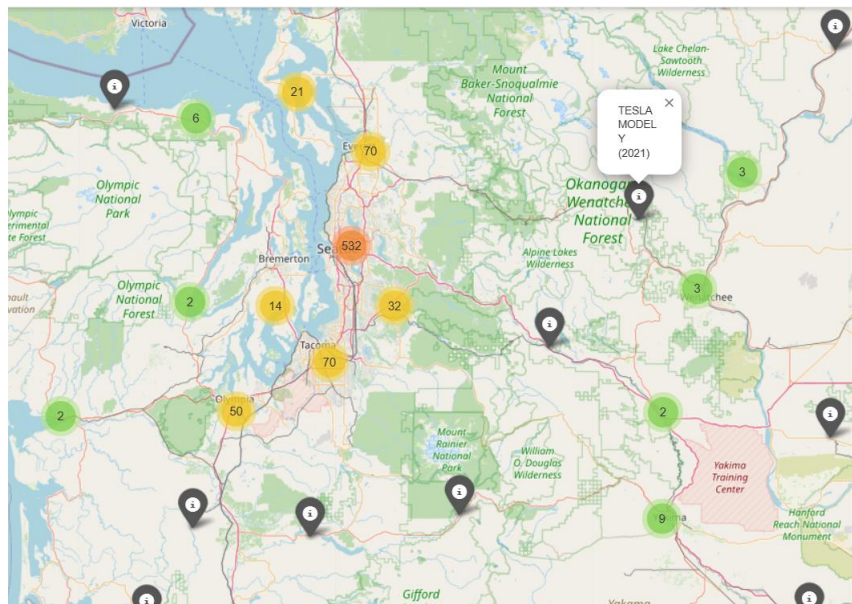 Victoria
Lake Chelan-
Sawtooth
Wilderness
Mount
Baker-Snoqualmie
National
Forest
21
6
TESLA
MODEL
Y
(2021)
×
70
3
Olympic
National
Park
Okanogan
Wenatchee
National
Forest
532
Alpine Lakes
Wilderness
Bremerton
Olympic
National
Forest
2
14
32
3
Tacoma
70
Olympia
50
2
2
Mount
Rainier
National
Park
William
O. Douglas
Wilderness
Yakima
Training
Center
9
Hanford
Reach National
Monument
Gifford
Yakima